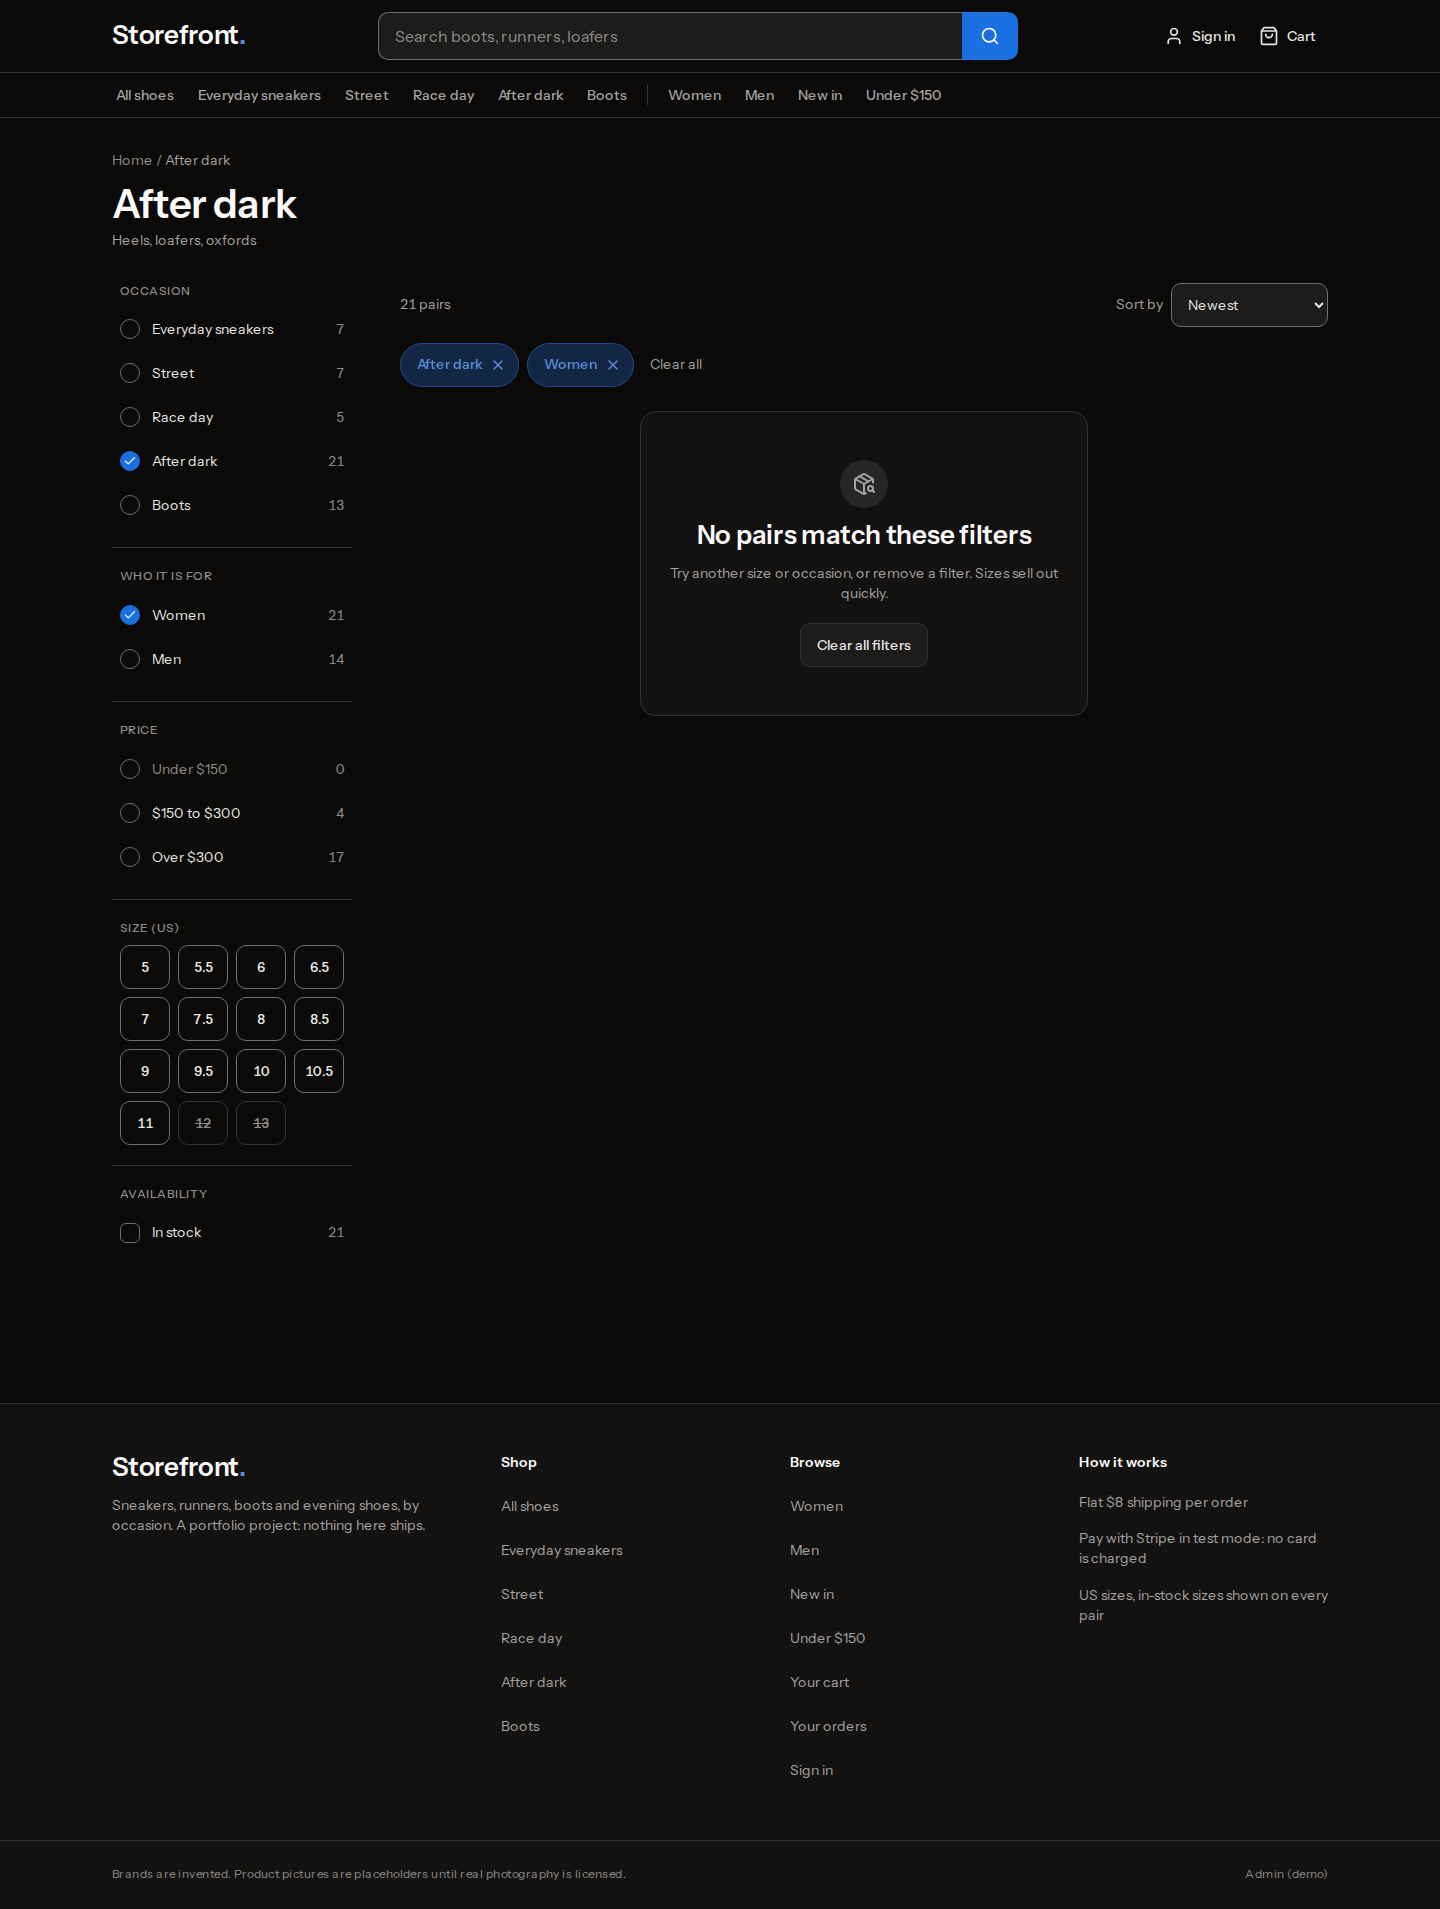 Storefront.
Search boots, runners, loafers
Sign in
Cart
All shoes
Everyday sneakers
Street
Race day
After dark
Boots
Women
Men
New in
Under $150
Home / After dark
After dark
Heels, loafers, oxfords
OCCASION
Everyday sneakers 7
Street 7
Race day 5
After dark 21
Boots 13
WHO IT IS FOR
Women 21
Men 14
PRICE
Under $150 0
$150 to $300 4
Over $300 17
SIZE (US)
5 5.5 6 6.5
7 7.5 8 8.5
9 9.5 10 10.5
11 12 13
AVAILABILITY
In stock 21
21 pairs
Sort by Newest
After dark
Women
Clear all
No pairs match these filters
Try another size or occasion, or remove a filter. Sizes sell out
quickly.
Clear all filters
Storefront.
Sneakers, runners, boots and evening shoes, by
occasion. A portfolio project: nothing here ships.
Shop
All shoes
Everyday sneakers
Street
Race day
After dark
Boots
Browse
Women
Men
New in
Under $150
Your cart
Your orders
Sign in
How it works
Flat $8 shipping per order
Pay with Stripe in test mode: no card
is charged
US sizes, in-stock sizes shown on every
pair
Brands are invented. Product pictures are placeholders until real photography is licensed.
Admin (demo)